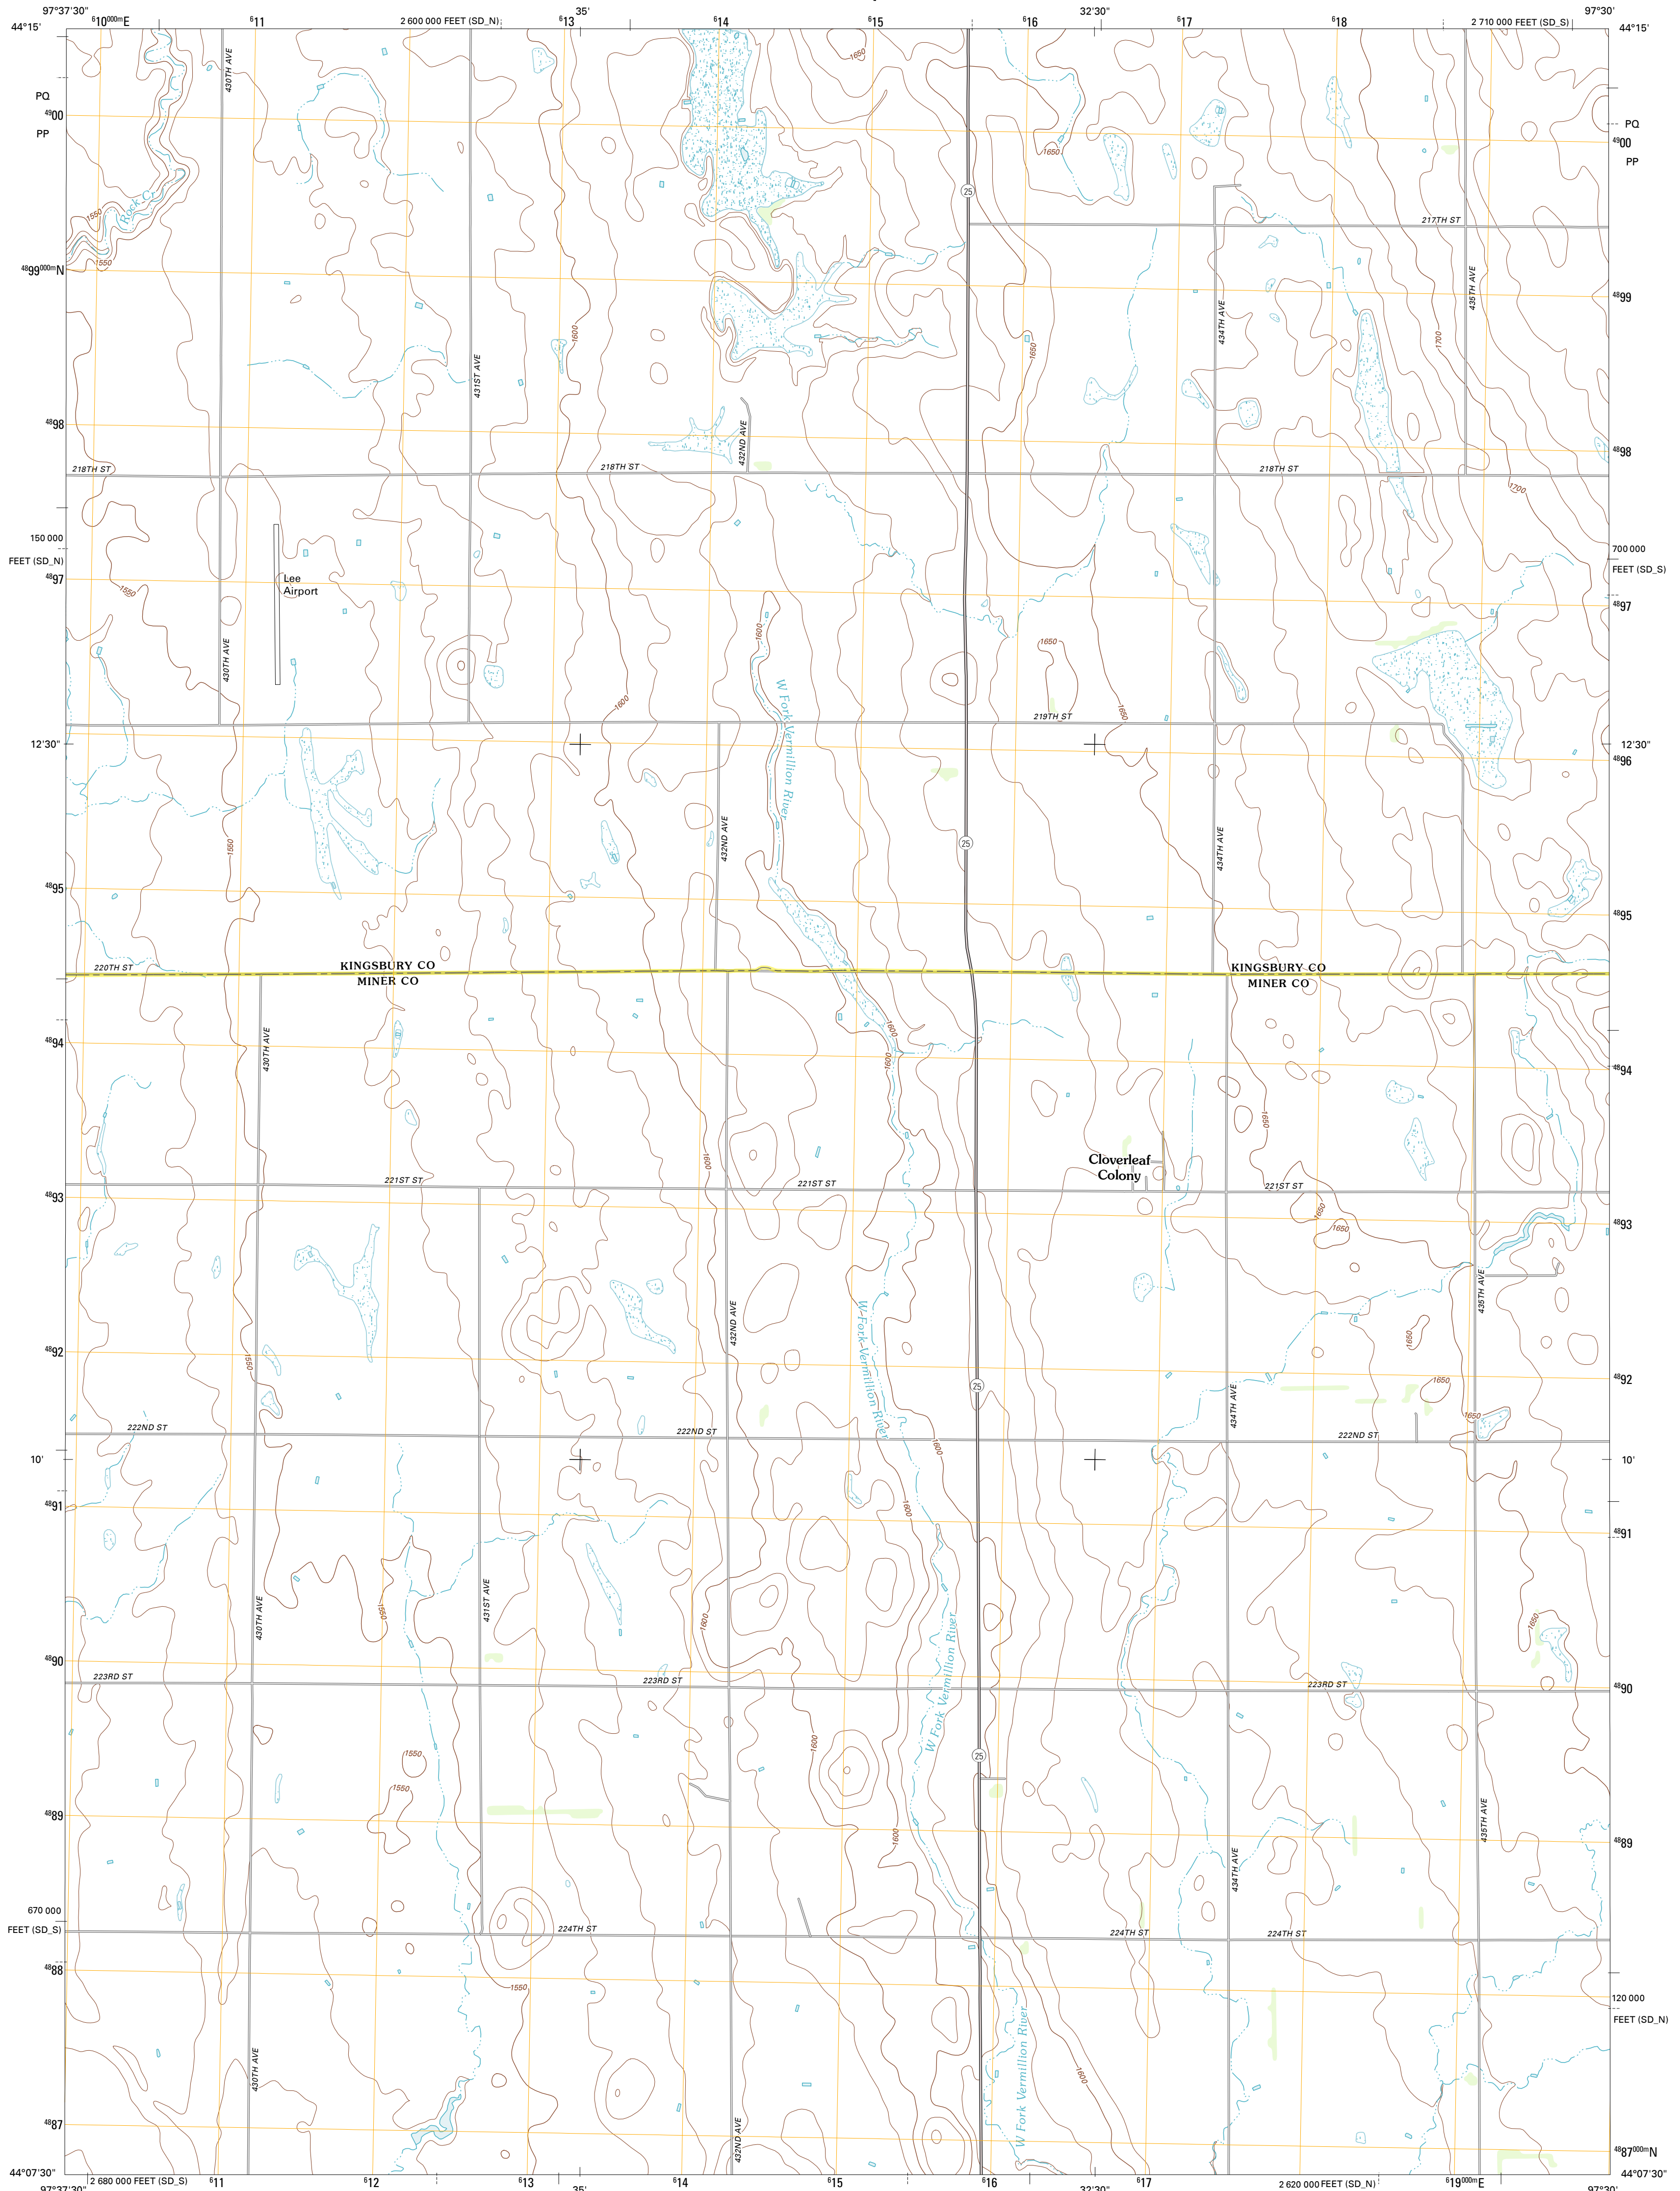 97°37'30"
⁶10⁰⁰⁰ᵐE
⁶11
2 600 000 FEET (SD_N)
⁶13
35'
⁶14
⁶15
⁶16
32'30"
⁶17
⁶18
2 710 000 FEET (SD_S)
97°30'
44°15'
44°15'
430TH AVE
1650
PQ
PP
⁴⁹00
PQ
⁴⁹00
PP
1650
25
Rock Cr
1550
1550
217TH ST
⁴⁸99⁰⁰⁰ᵐN
435TH AVE
⁴⁸99
434TH AVE
1600
1650
1700
431ST AVE
⁴⁸98
432ND AVE
⁴⁸98
218TH ST
218TH ST
218TH ST
1700
150 000
FEET (SD_N)
700 000
FEET (SD_S)
⁴⁸97
Lee
Airport
1550
⁴⁸97
1600
1650
430TH AVE
W Fork Vermillion River
1600
1650
219TH ST
12'30"
12'30"
⁴⁸96
432ND AVE
25
434TH AVE
1550
⁴⁸95
⁴⁸95
220TH ST
KINGSBURY CO
MINER CO
KINGSBURY CO
MINER CO
1600
430TH AVE
⁴⁸94
1600
⁴⁸94
1650
1600
Cloverleaf
Colony
221ST ST
221ST ST
221ST ST
⁴⁸93
1650
1650
⁴⁸93
435TH AVE
W Fork Vermillion River
432ND AVE
1650
⁴⁸92
1550
⁴⁸92
25
1650
434TH AVE
1650
222ND ST
222ND ST
222ND ST
1600
10'
10'
⁴⁸91
1600
⁴⁸91
431ST AVE
430TH AVE
1550
1600
W Fork Vermillion River
1650
⁴⁸90
223RD ST
223RD ST
223RD ST
⁴⁸90
1600
1550
25
1550
⁴⁸89
1600
435TH AVE
⁴⁸89
434TH AVE
670 000
FEET (SD_S)
224TH ST
224TH ST
224TH ST
⁴⁸88
1550
120 000
FEET (SD_N)
430TH AVE
W Fork Vermillion River
1600
⁴⁸87
432ND AVE
⁴⁸87⁰⁰⁰ᵐN
44°07'30"
44°07'30"
2 680 000 FEET (SD_S)
⁶11
⁶12
⁶13
35'
⁶14
⁶15
⁶16
32'30"
⁶17
2 620 000 FEET (SD_N)
⁶19⁰⁰⁰ᵐE
97°37'30"
97°30'